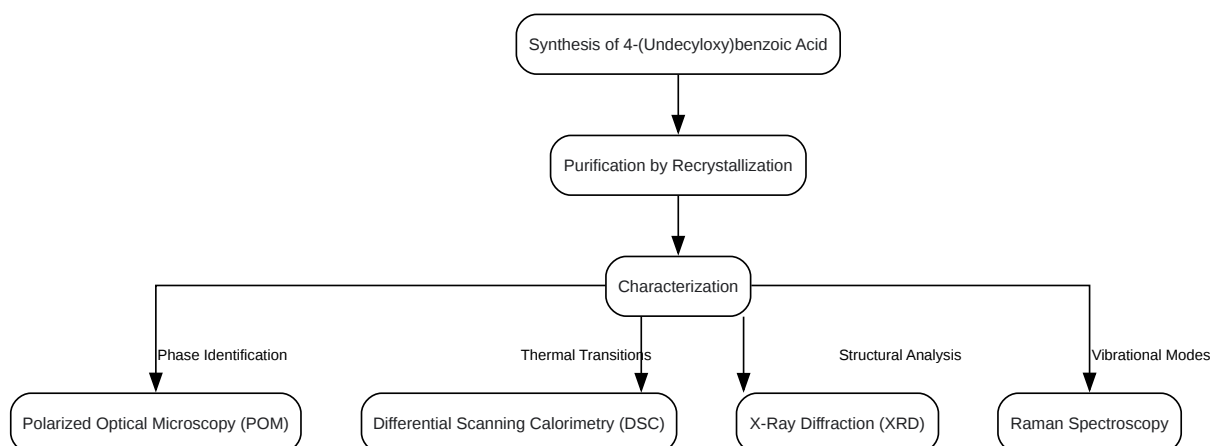 Synthesis of 4-(Undecyloxy)benzoic Acid
Purification by Recrystallization
Characterization
Phase Identification
Thermal Transitions
Structural Analysis
Vibrational Modes
Polarized Optical Microscopy (POM)
Differential Scanning Calorimetry (DSC)
X-Ray Diffraction (XRD)
Raman Spectroscopy